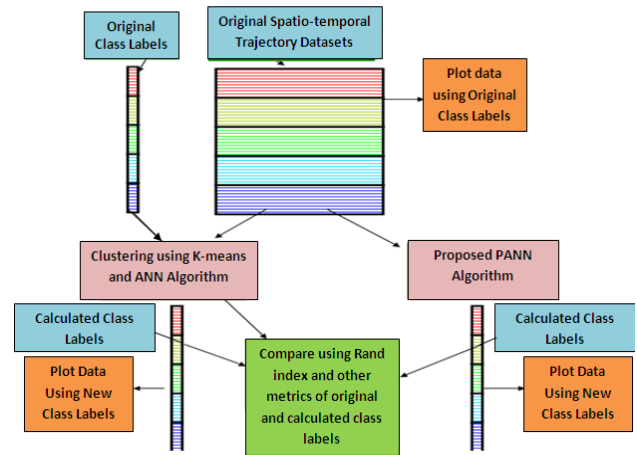 Original
Class Labels
Original Spatio-temporal
Trajectory Datasets
Plot data
using Original
Class Labels
Clustering using K-means
and ANN Algorithm
Proposed PANN
Algorithm
Calculated Class
Labels
Calculated Class
Labels
Plot Data
Using New
Class Labels
Compare using Rand
index and other
metrics of original
and calculated class
labels
Plot Data
Using New
Class Labels